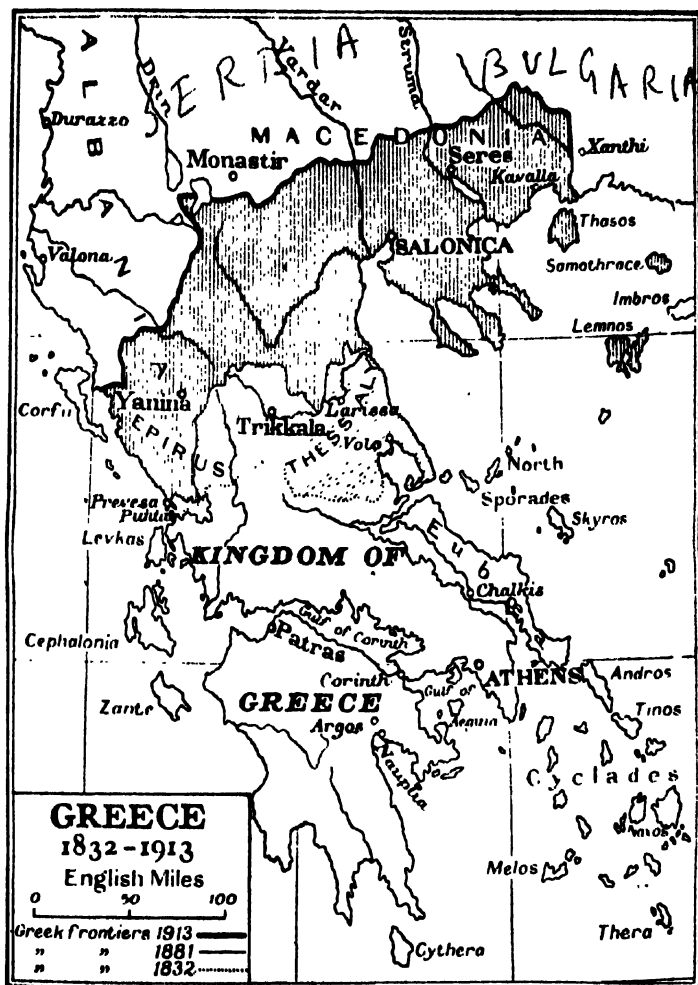 ALBANIA
SERBIA
BULGARIA
Drin
Vardar
Struma
Durazzo
MACEDONIA
Monastir
Seres
Xanthi
Kavalla
Thasos
Valona
SALONICA
Samothrace
Imbros
Lemnos
Corfu
Yanina
Larissa
Trikkala
THESSALY
Volo
EPIRUS
North
Sporades
Prevesa
Punta
Skyros
Levkas
KINGDOM OF
Chalkis
Gulf of Corinth
Cephalonia
Patras
Corinth
ATHENS
Andros
Zante
GREECE
Gulf of
Aegina
Tinos
Argos
Nauplia
Cyclades
Melos
Thera
Cythera
GREECE
1832-1913
English Miles
0 50 100
Greek frontiers 1913
" " 1881
" " 1832